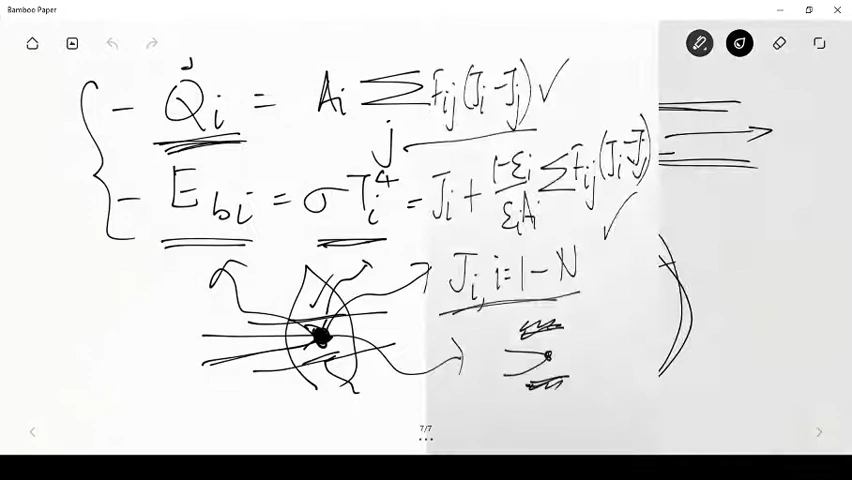 Bamboo Paper
- Q̇i = Ai Σj Fij(Ji-Jj) ✓
- Ebi = σTi⁴ = Ji + (1-εi)/(εiAi) Σ Fij(Ji-Jj) ✓
Ji, i=1-N
7/7